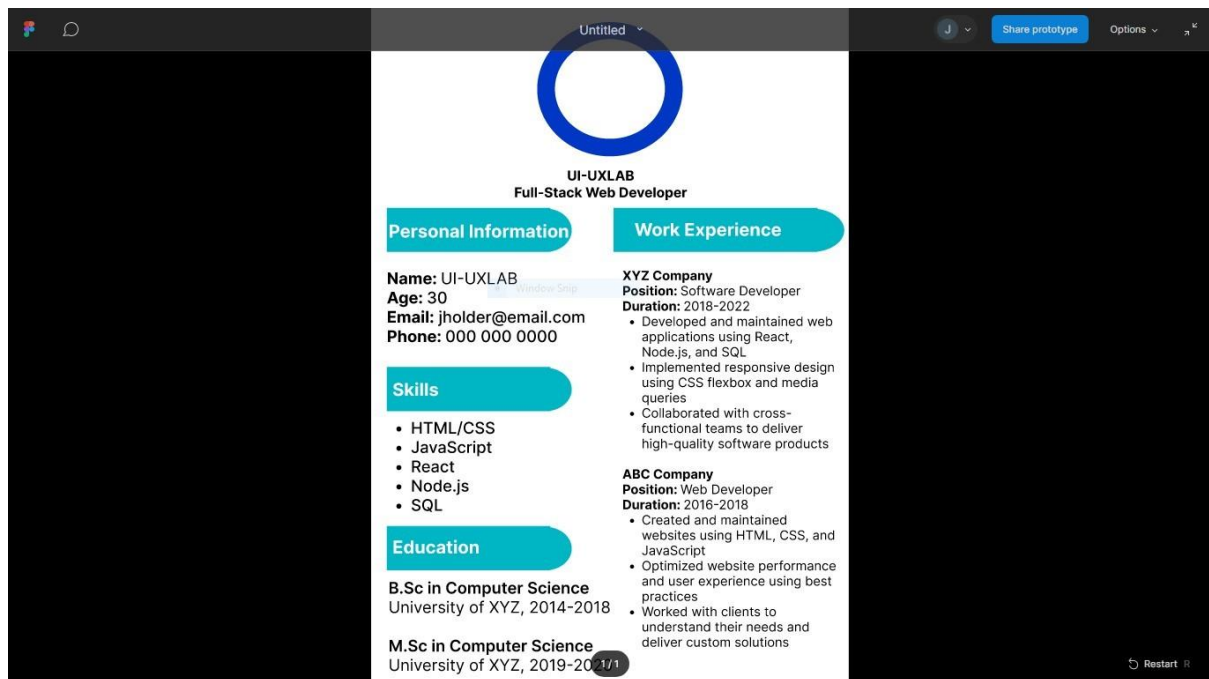 Untitled
J
Share prototype
Options
UI-UXLAB
Full-Stack Web Developer
Personal Information
Name: UI-UXLAB
Age: 30
Email: jholder@email.com
Phone: 000 000 0000
Window Snip
Skills
• HTML/CSS
• JavaScript
• React
• Node.js
• SQL
Education
B.Sc in Computer Science
University of XYZ, 2014-2018
M.Sc in Computer Science
University of XYZ,
Work Experience
XYZ Company
Position: Software Developer
Duration: 2018-2022
• Developed and maintained web
applications using React,
Node.js, and SQL
• Implemented responsive design
using CSS flexbox and media
queries
• Collaborated with cross-
functional teams to deliver
high-quality software products
ABC Company
Position: Web Developer
Duration: 2016-2018
• Created and maintained
websites using HTML, CSS, and
JavaScript
• Optimized website performance
and user experience using best
practices
• Worked with clients to
understand their needs and
deliver custom solutions
1 / 1
Restart R